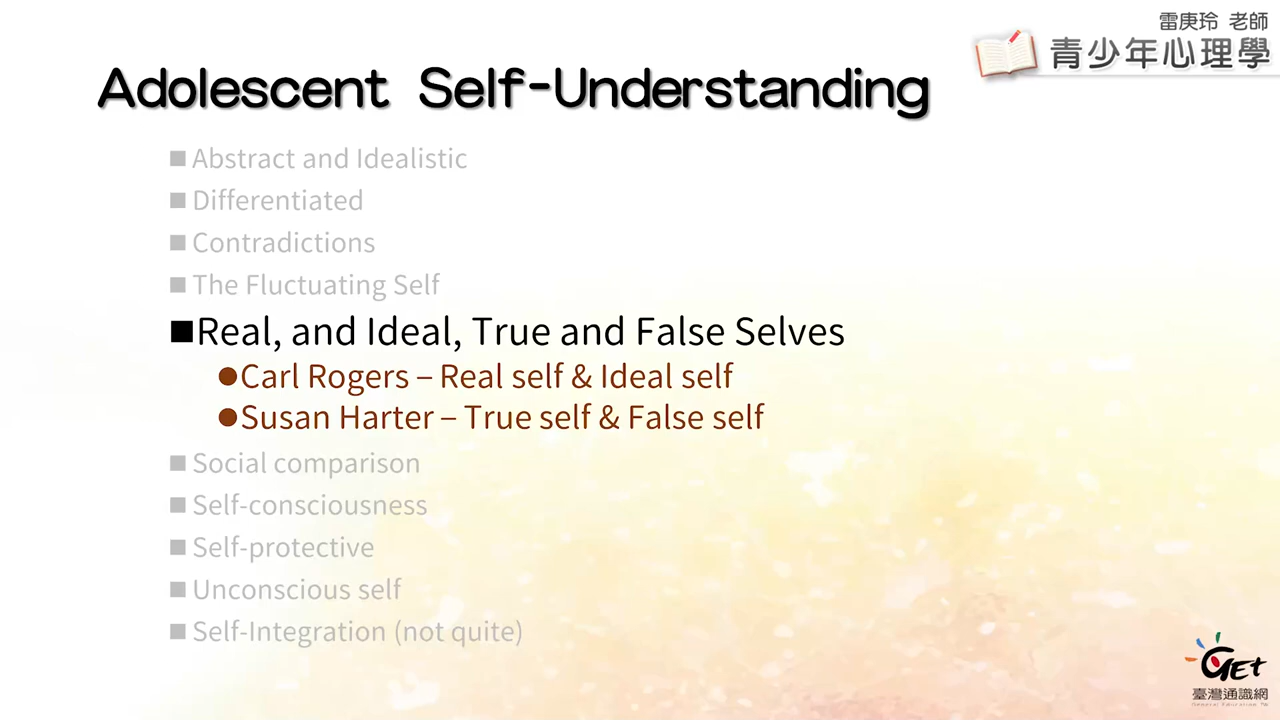 雷庚玲 老師
青少年心理學
Adolescent Self-Understanding
■ Abstract and Idealistic
■ Differentiated
■ Contradictions
■ The Fluctuating Self
■Real, and Ideal, True and False Selves
●Carl Rogers – Real self & Ideal self
●Susan Harter – True self & False self
■ Social comparison
■ Self-consciousness
■ Self-protective
■ Unconscious self
■ Self-Integration (not quite)
GET
臺灣通識網
General Education